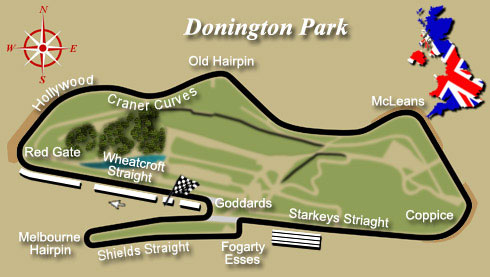 Donington Park
N
W
E
S
Old Hairpin
Hollywood
Craner Curves
McLeans
Red Gate
Wheatcroft
Straight
Goddards
Starkeys Striaght
Coppice
Melbourne
Hairpin
Shields Straight
Fogarty
Esses